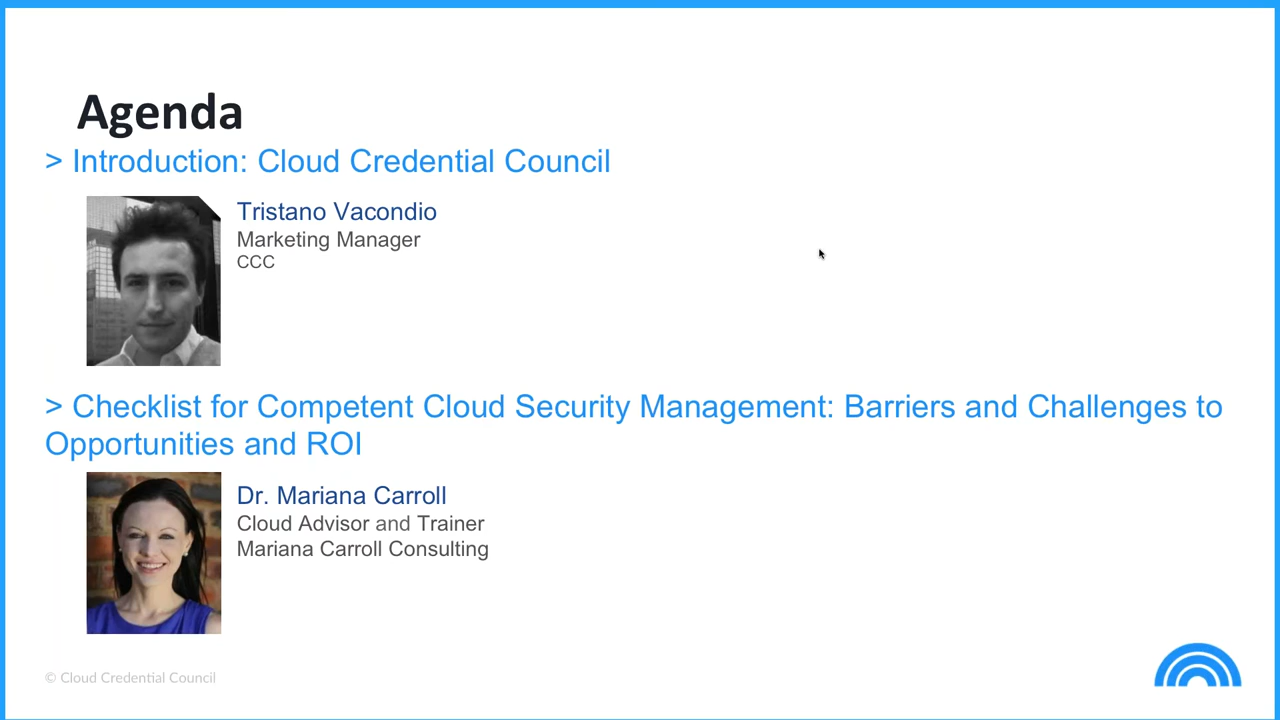 Agenda
> Introduction: Cloud Credential Council
Tristano Vacondio
Marketing Manager
CCC
> Checklist for Competent Cloud Security Management: Barriers and Challenges to
Opportunities and ROI
Dr. Mariana Carroll
Cloud Advisor and Trainer
Mariana Carroll Consulting
© Cloud Credential Council